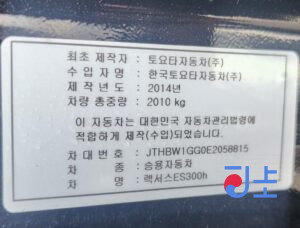 최초 제작자 : 토요타자동차(주)
수 입 자 명 : 한국토요타자동차(주)
제 작 년 도 : 2014년
차량 총중량 : 2010 kg
이 자동차는 대한민국 자동차관리법령에
적합하게 제작(수입)되었습니다.
차 대 번 호 : JTHBW1GG0E2058815
차 종 : 승용자동차
차 명 : 렉서스ES300h